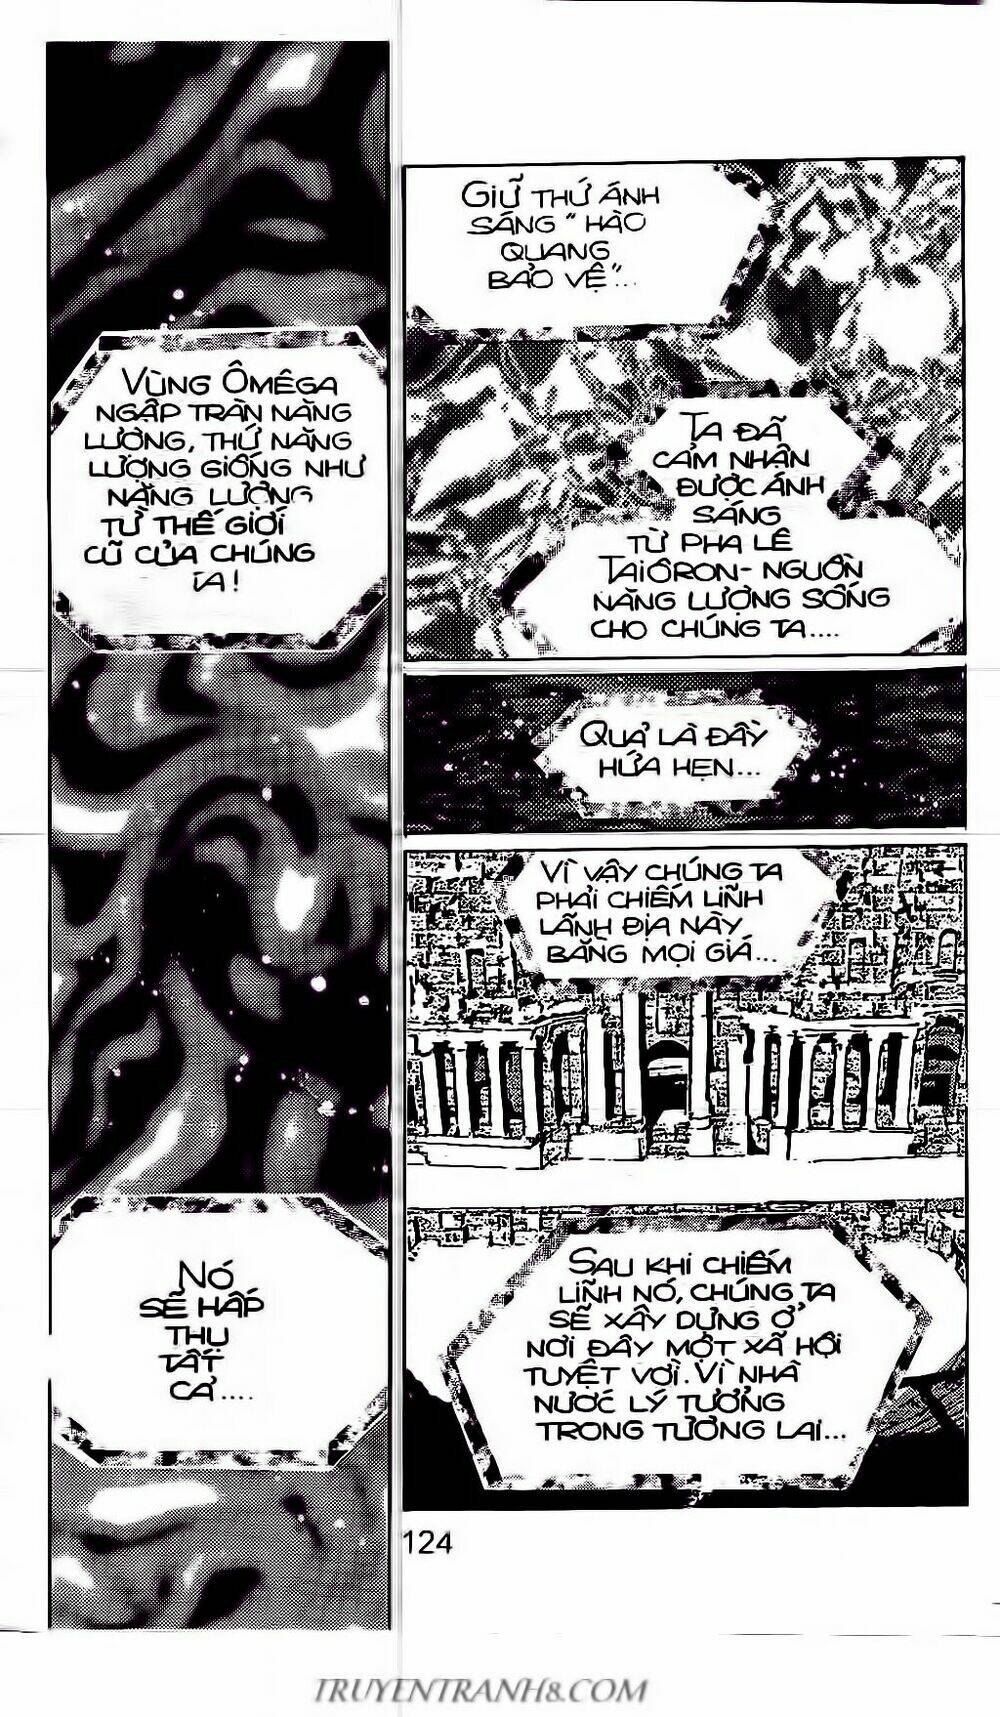 GIỮ THỨ ÁNH
SÁNG "HÀO
QUANG
BẢO VỆ"...
TA ĐÃ
CẢM NHẬN
ĐƯỢC ÁNH
SÁNG
TỪ PHA LÊ
TAIÔRON- NGUỒN
NĂNG LƯỢNG SỐNG
CHO CHÚNG TA....
QUẢ LÀ ĐẦY
HỨA HẸN...
VÌ VẬY CHÚNG TA
PHẢI CHIẾM LĨNH
LÃNH ĐỊA NÀY
BẰNG MỌI GIÁ...
SAU KHI CHIẾM
LĨNH NÓ, CHÚNG TA
SẼ XÂY DỰNG Ở
NƠI ĐÂY MỘT XÃ HỘI
TUYỆT VỜI. VÌ NHÀ
NƯỚC LÝ TƯỞNG
TRONG TƯƠNG LAI...
VÙNG ÔMÊGA
NGẬP TRÀN NĂNG
LƯỢNG, THỨ NĂNG
LƯỢNG GIỐNG NHƯ
NĂNG LƯỢNG
TỪ THẾ GIỚI
CŨ CỦA CHÚNG
TA!
NÓ
SẼ HẤP
THỤ
TẤT
CẢ....
124
TRUYENTRANH8.COM